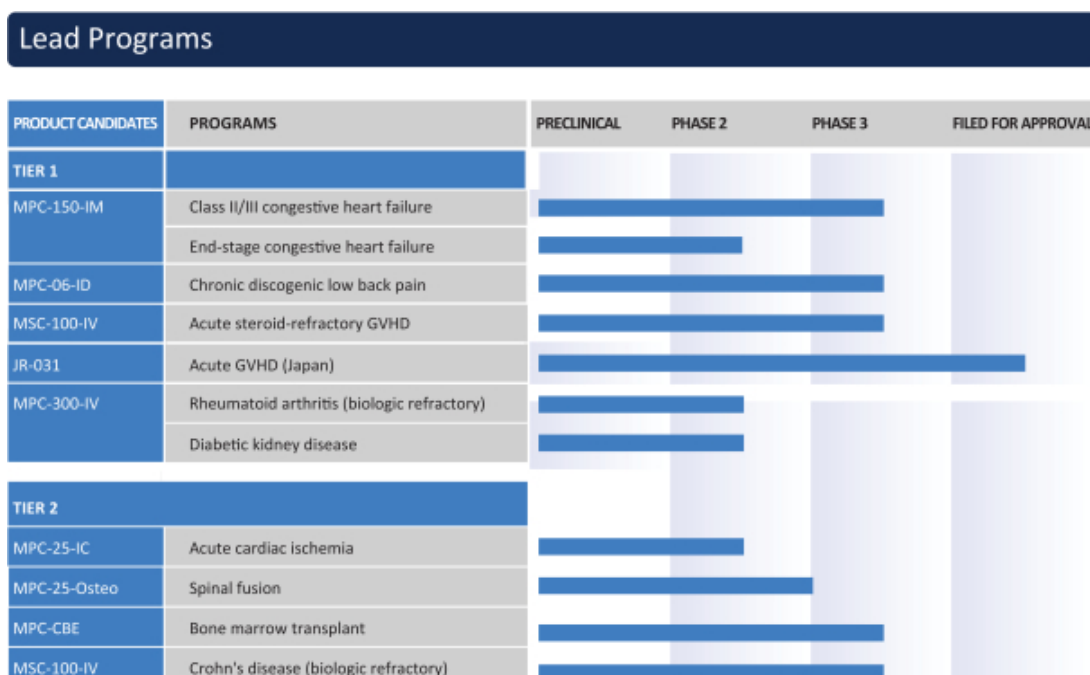 Lead Programs
PRODUCT CANDIDATES PROGRAMS PRECLINICAL PHASE 2 PHASE 3 FILED FOR APPROVAL
TIER 1
MPC-150-IM Class II/III congestive heart failure
End-stage congestive heart failure
MPC-06-ID Chronic discogenic low back pain
MSC-100-IV Acute steroid-refractory GVHD
JR-031 Acute GVHD (Japan)
MPC-300-IV Rheumatoid arthritis (biologic refractory)
Diabetic kidney disease
TIER 2
MPC-25-IC Acute cardiac ischemia
MPC-25-Osteo Spinal fusion
MPC-CBE Bone marrow transplant
MSC-100-IV Crohn's disease (biologic refractory)